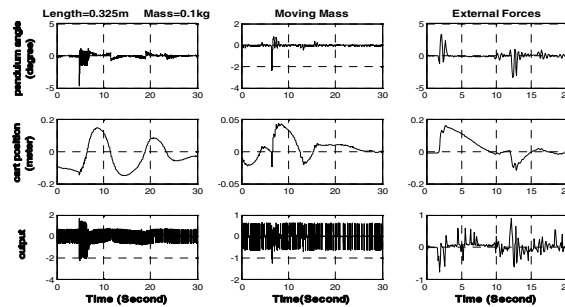 Length=0.325m Mass=0.1kg
Moving Mass
External Forces
pendulum angle
(degree)
5
0
-5
0 10 20 30
2
0
-2
-4
0 10 20 30
5
0
-5
5 10 15 20
cart position
(meter)
0.2
0
-0.2
0 10 20 30
0.05
0
-0.05
0 10 20 30
0.2
0
-0.2
5 10 15 20
output
2
0
-2
-4
0 10 20 30
Time (Second)
1
0
-1
-2
0 10 20 30
Time(Second)
1
0
-1
0 5 10 15 20
Time (Second)